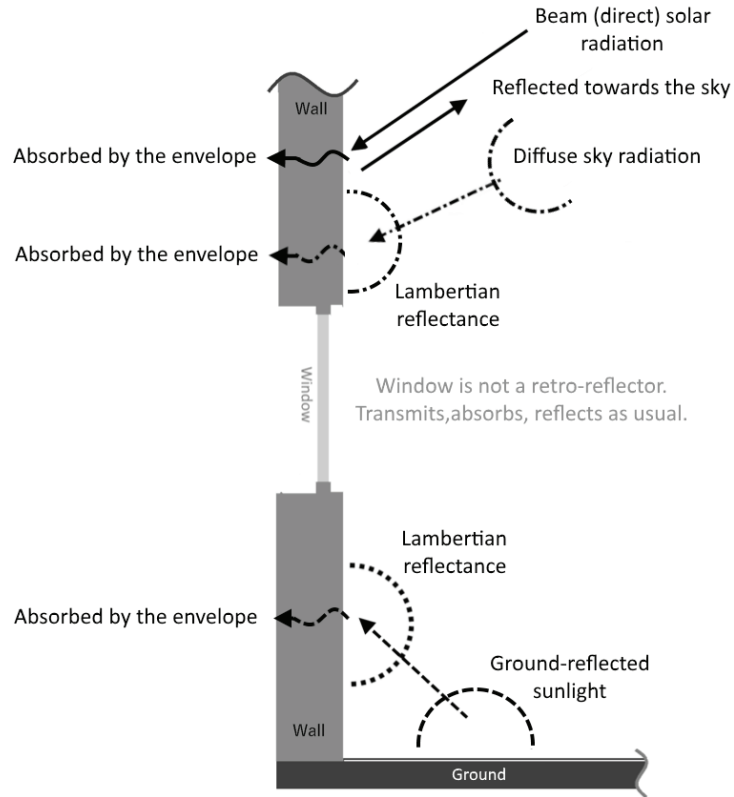 Beam (direct) solar
radiation
Wall
Reflected towards the sky
Absorbed by the envelope
Diffuse sky radiation
Absorbed by the envelope
Lambertian
reflectance
Window
Window is not a retro-reflector.
Transmits,absorbs, reflects as usual.
Lambertian
reflectance
Absorbed by the envelope
Ground-reflected
sunlight
Wall
Ground